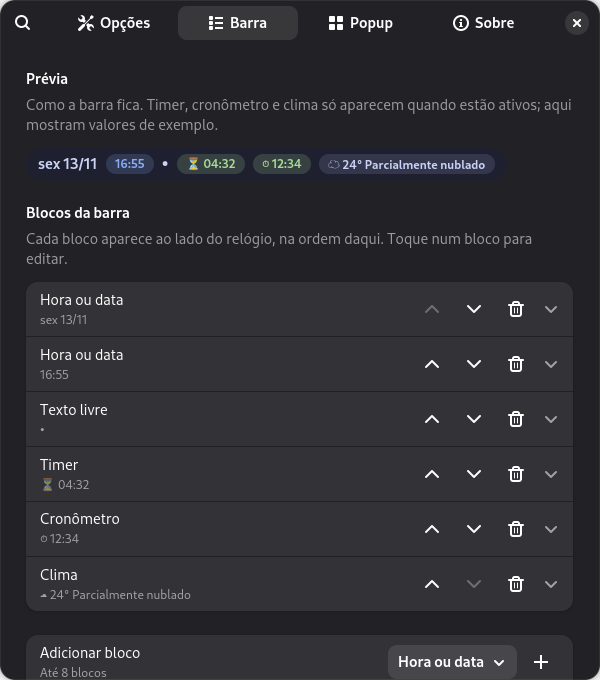 Opções
Barra
Popup
Sobre
Prévia
Como a barra fica. Timer, cronômetro e clima só aparecem quando estão ativos; aqui
mostram valores de exemplo.
sex 13/11 16:55 • ⏳ 04:32 ⏱ 12:34 24° Parcialmente nublado
Blocos da barra
Cada bloco aparece ao lado do relógio, na ordem daqui. Toque num bloco para
editar.
Hora ou data
sex 13/11
Hora ou data
16:55
Texto livre
•
Timer
⏳ 04:32
Cronômetro
⏱ 12:34
Clima
☁ 24° Parcialmente nublado
Adicionar bloco
Até 8 blocos
Hora ou data